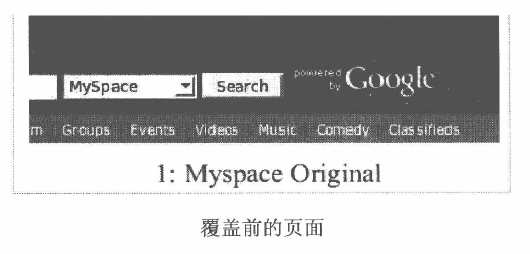 MySpace Search powered by Google
m Groups Events Videos Music Comedy Classifieds
1: Myspace Original
覆盖前的页面